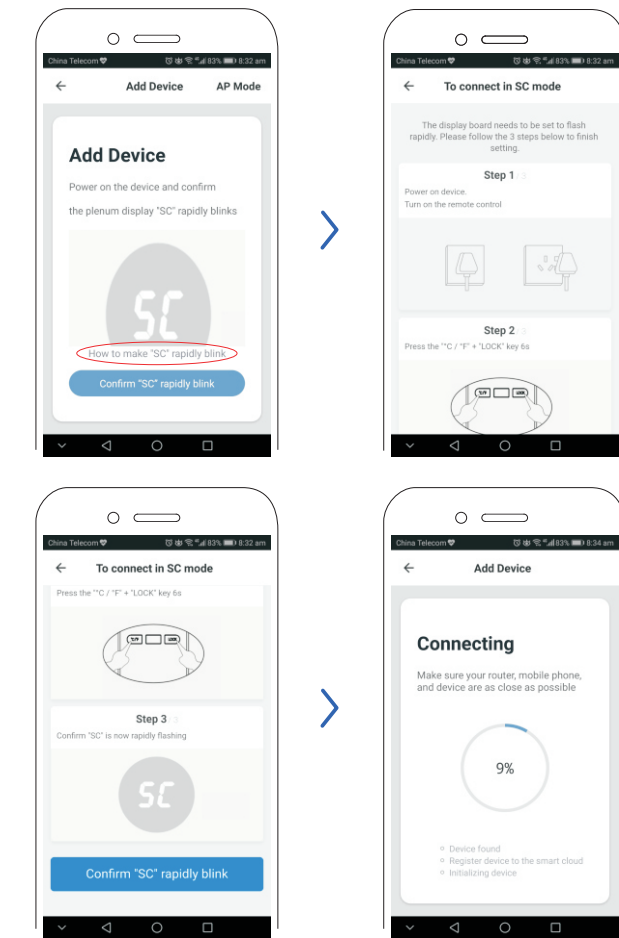 China Telecom 83% 8:32 am
Add Device AP Mode
Add Device
Power on the device and confirm
the plenum display "SC" rapidly blinks
SC
How to make "SC" rapidly blink
Confirm "SC" rapidly blink
China Telecom 83% 8:32 am
To connect in SC mode
The display board needs to be set to flash
rapidly. Please follow the 3 steps below to finish
setting.
Step 1 / 3
Power on device.
Turn on the remote control
Step 2 / 3
Press the "°C / °F" + "LOCK" key 6s
°C/°F LOCK
China Telecom 83% 8:32 am
To connect in SC mode
Press the "°C / °F" + "LOCK" key 6s
°C/°F LOCK
Step 3 / 3
Confirm "SC" is now rapidly flashing
SC
Confirm "SC" rapidly blink
China Telecom 83% 8:34 am
Add Device
Connecting
Make sure your router, mobile phone,
and device are as close as possible
9%
Device found
Register device to the smart cloud
Initializing device